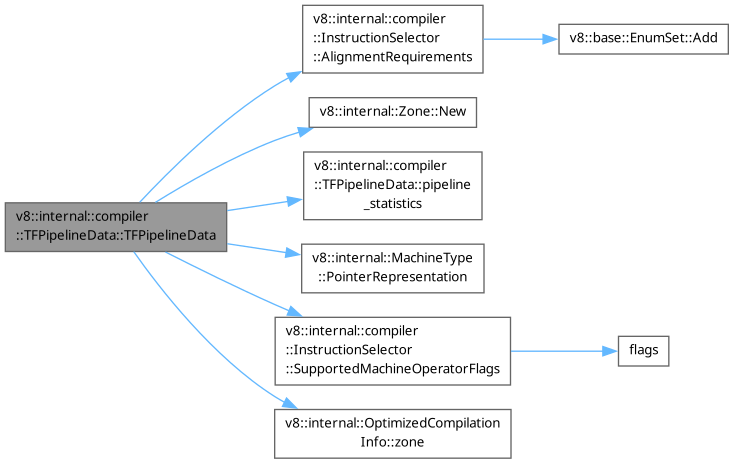 v8::internal::compiler
::InstructionSelector
::AlignmentRequirements
v8::base::EnumSet::Add
v8::internal::Zone::New
v8::internal::compiler
::TFPipelineData::pipeline
_statistics
v8::internal::compiler
::TFPipelineData::TFPipelineData
v8::internal::MachineType
::PointerRepresentation
v8::internal::compiler
::InstructionSelector
::SupportedMachineOperatorFlags
flags
v8::internal::OptimizedCompilation
Info::zone